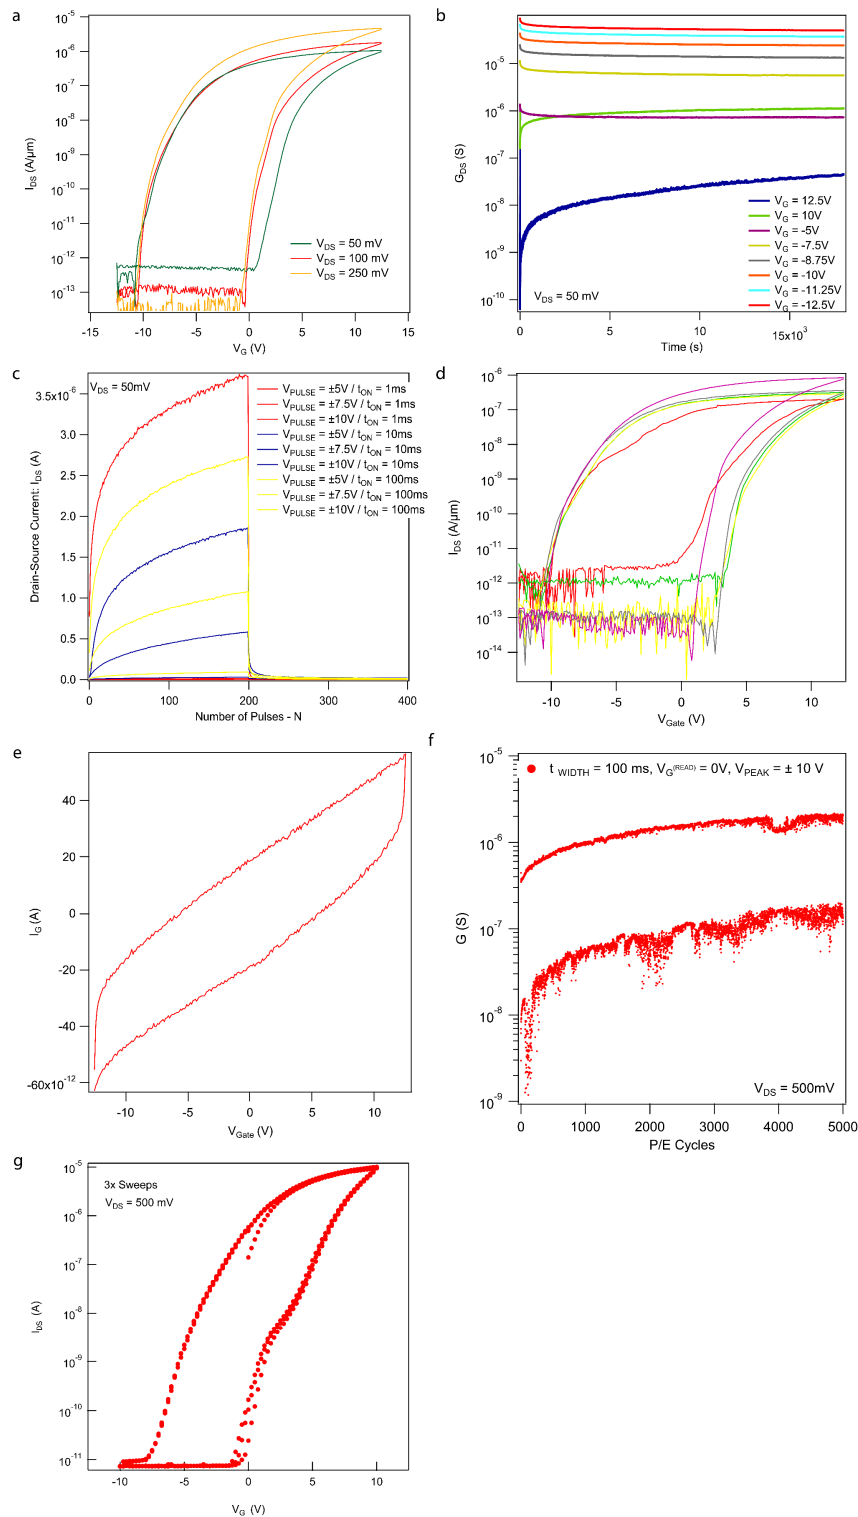 a
10⁻⁵
10⁻⁶
10⁻⁷
10⁻⁸
10⁻⁹
10⁻¹⁰
10⁻¹¹
10⁻¹²
10⁻¹³
I_DS (A/μm)
V_DS = 50 mV
V_DS = 100 mV
V_DS = 250 mV
-15 -10 -5 0 5 10 15
V_G (V)
b
10⁻⁵
10⁻⁶
10⁻⁷
10⁻⁸
10⁻⁹
10⁻¹⁰
G_DS (S)
V_G = 12.5V
V_G = 10V
V_G = -5V
V_G = -7.5V
V_G = -8.75V
V_G = -10V
V_G = -11.25V
V_G = -12.5V
V_DS = 50 mV
0 5 10 15x10³
Time (s)
c
V_DS = 50mV
3.5x10⁻⁶
3.0
2.5
2.0
1.5
1.0
0.5
0.0
Drain-Source Current: I_DS (A)
V_PULSE = ±5V / t_ON = 1ms
V_PULSE = ±7.5V / t_ON = 1ms
V_PULSE = ±10V / t_ON = 1ms
V_PULSE = ±5V / t_ON = 10ms
V_PULSE = ±7.5V / t_ON = 10ms
V_PULSE = ±10V / t_ON = 10ms
V_PULSE = ±5V / t_ON = 100ms
V_PULSE = ±7.5V / t_ON = 100ms
V_PULSE = ±10V / t_ON = 100ms
0 100 200 300 400
Number of Pulses - N
d
10⁻⁶
10⁻⁷
10⁻⁸
10⁻⁹
10⁻¹⁰
10⁻¹¹
10⁻¹²
10⁻¹³
10⁻¹⁴
I_DS (A/μm)
-10 -5 0 5 10
V_Gate (V)
e
40
20
0
-20
-40
-60x10⁻¹²
I_G (A)
-10 -5 0 5 10
V_Gate (V)
f
t WIDTH = 100 ms, V_G^(READ) = 0V, V_PEAK = ± 10 V
10⁻⁵
10⁻⁶
10⁻⁷
10⁻⁸
10⁻⁹
G (S)
V_DS = 500mV
0 1000 2000 3000 4000 5000
P/E Cycles
g
3x Sweeps
V_DS = 500 mV
10⁻⁵
10⁻⁶
10⁻⁷
10⁻⁸
10⁻⁹
10⁻¹⁰
10⁻¹¹
I_DS (A)
-10 -5 0 5 10
V_G (V)